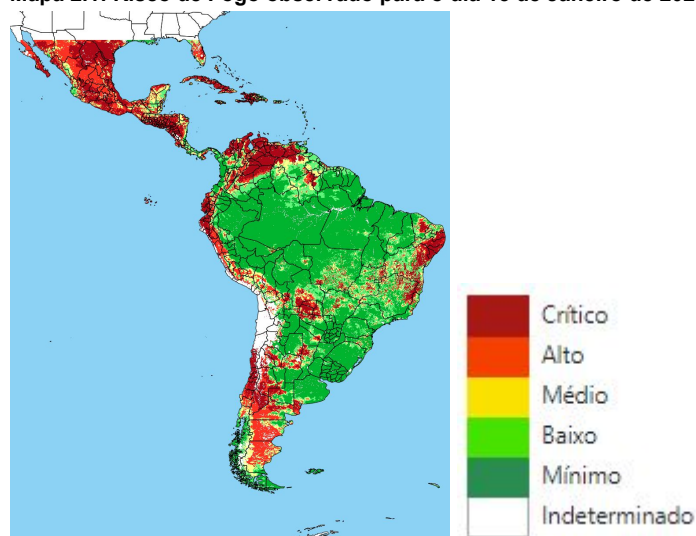 Risco de Fogo observado para o dia de Janeiro de
Crítico
Alto
Médio
Baixo
Mínimo
Indeterminado